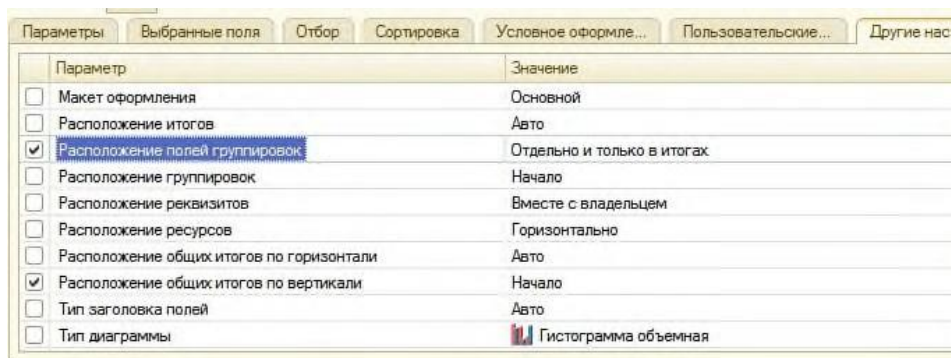 Параметры Выбранные поля Отбор Сортировка Условное оформле... Пользовательские... Другие нас
Параметр Значение
Макет оформления Основной
Расположение итогов Авто
Расположение полей группировок Отдельно и только в итогах
Расположение группировок Начало
Расположение реквизитов Вместе с владельцем
Расположение ресурсов Горизонтально
Расположение общих итогов по горизонтали Авто
Расположение общих итогов по вертикали Начало
Тип заголовка полей Авто
Тип диаграммы Гистограмма объемная